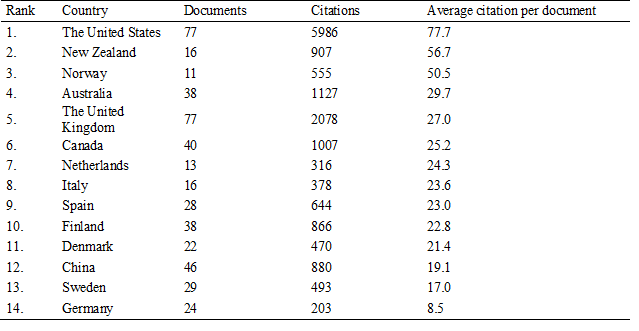 Rank Country Documents Citations Average citation per document
1. The United States 77 5986 77.7
2. New Zealand 16 907 56.7
3. Norway 11 555 50.5
4. Australia 38 1127 29.7
5. The United Kingdom 77 2078 27.0
6. Canada 40 1007 25.2
7. Netherlands 13 316 24.3
8. Italy 16 378 23.6
9. Spain 28 644 23.0
10. Finland 38 866 22.8
11. Denmark 22 470 21.4
12. China 46 880 19.1
13. Sweden 29 493 17.0
14. Germany 24 203 8.5